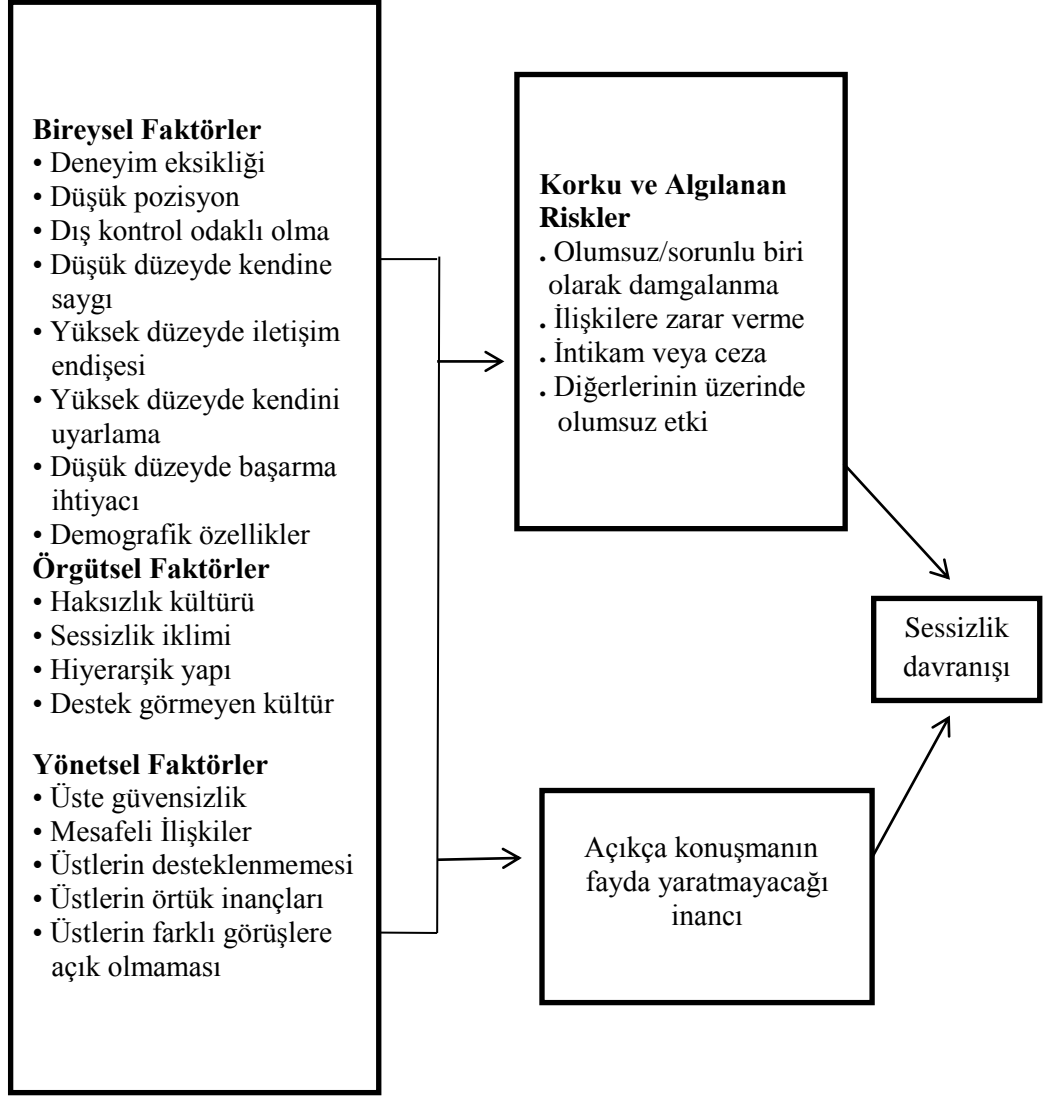 Bireysel Faktörler
• Deneyim eksikliği
• Düşük pozisyon
• Dış kontrol odaklı olma
• Düşük düzeyde kendine
saygı
• Yüksek düzeyde iletişim
endişesi
• Yüksek düzeyde kendini
uyarlama
• Düşük düzeyde başarma
ihtiyacı
• Demografik özellikler
Örgütsel Faktörler
• Haksızlık kültürü
• Sessizlik iklimi
• Hiyerarşik yapı
• Destek görmeyen kültür
Yönetsel Faktörler
• Üste güvensizlik
• Mesafeli İlişkiler
• Üstlerin desteklenmemesi
• Üstlerin örtük inançları
• Üstlerin farklı görüşlere
açık olmaması
Korku ve Algılanan
Riskler
. Olumsuz/sorunlu biri
olarak damgalanma
. İlişkilere zarar verme
. İntikam veya ceza
. Diğerlerinin üzerinde
olumsuz etki
Açıkça konuşmanın
fayda yaratmayacağı
inancı
Sessizlik
davranışı